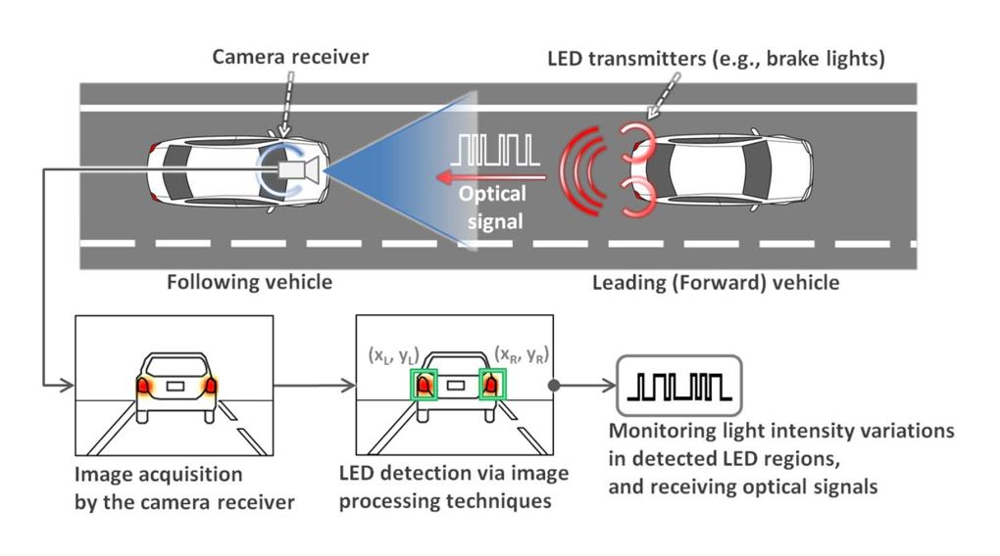 Camera receiver
LED transmitters (e.g., brake lights)
Optical
signal
Following vehicle
Leading (Forward) vehicle
(xL, yL)
(xR, yR)
Image acquisition
by the camera receiver
LED detection via image
processing techniques
Monitoring light intensity variations
in detected LED regions,
and receiving optical signals